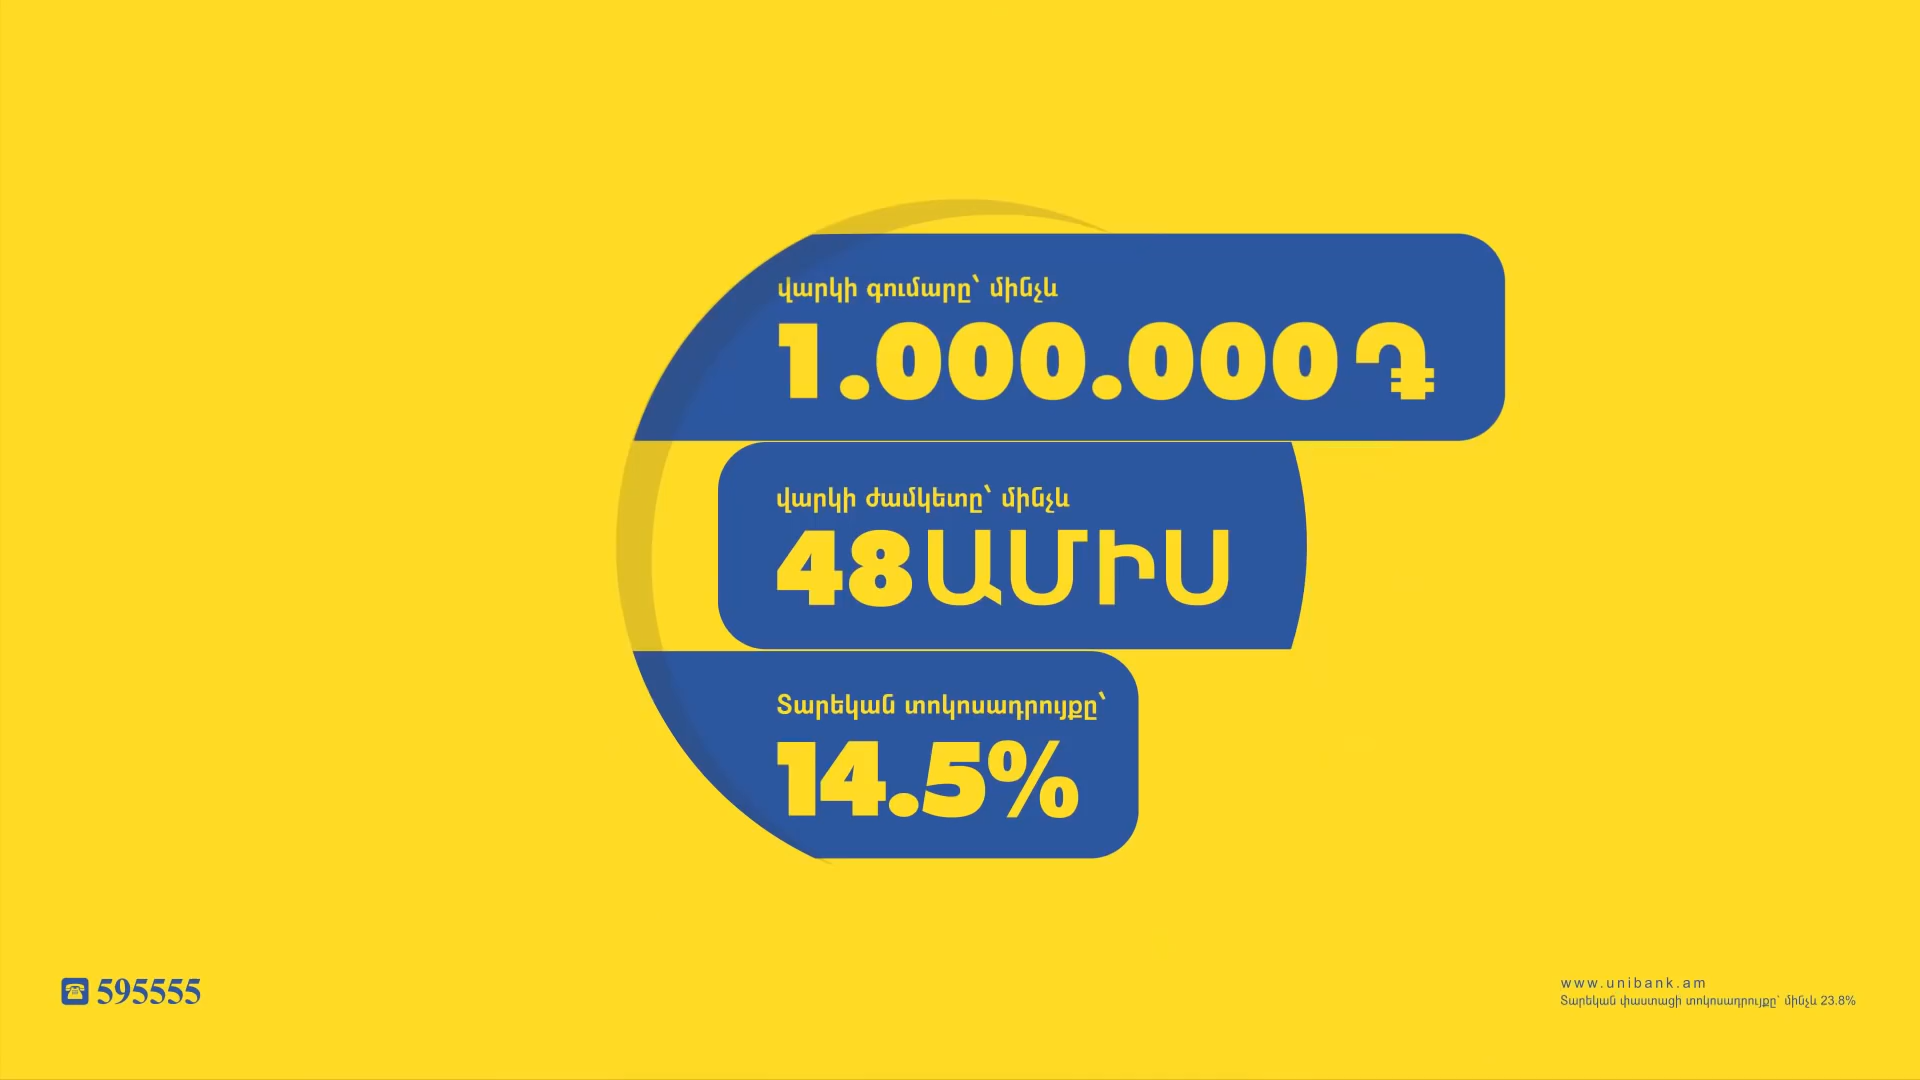 վարկի գումարը՝ մինչև
1.000.000 ֏
վարկի ժամկետը՝ մինչև
48ԱՄԻՍ
Տարեկան տոկոսադրույքը՝
14.5%
595555
www.unibank.am
Տարեկան փաստացի տոկոսադրույքը՝ մինչև 23.8%